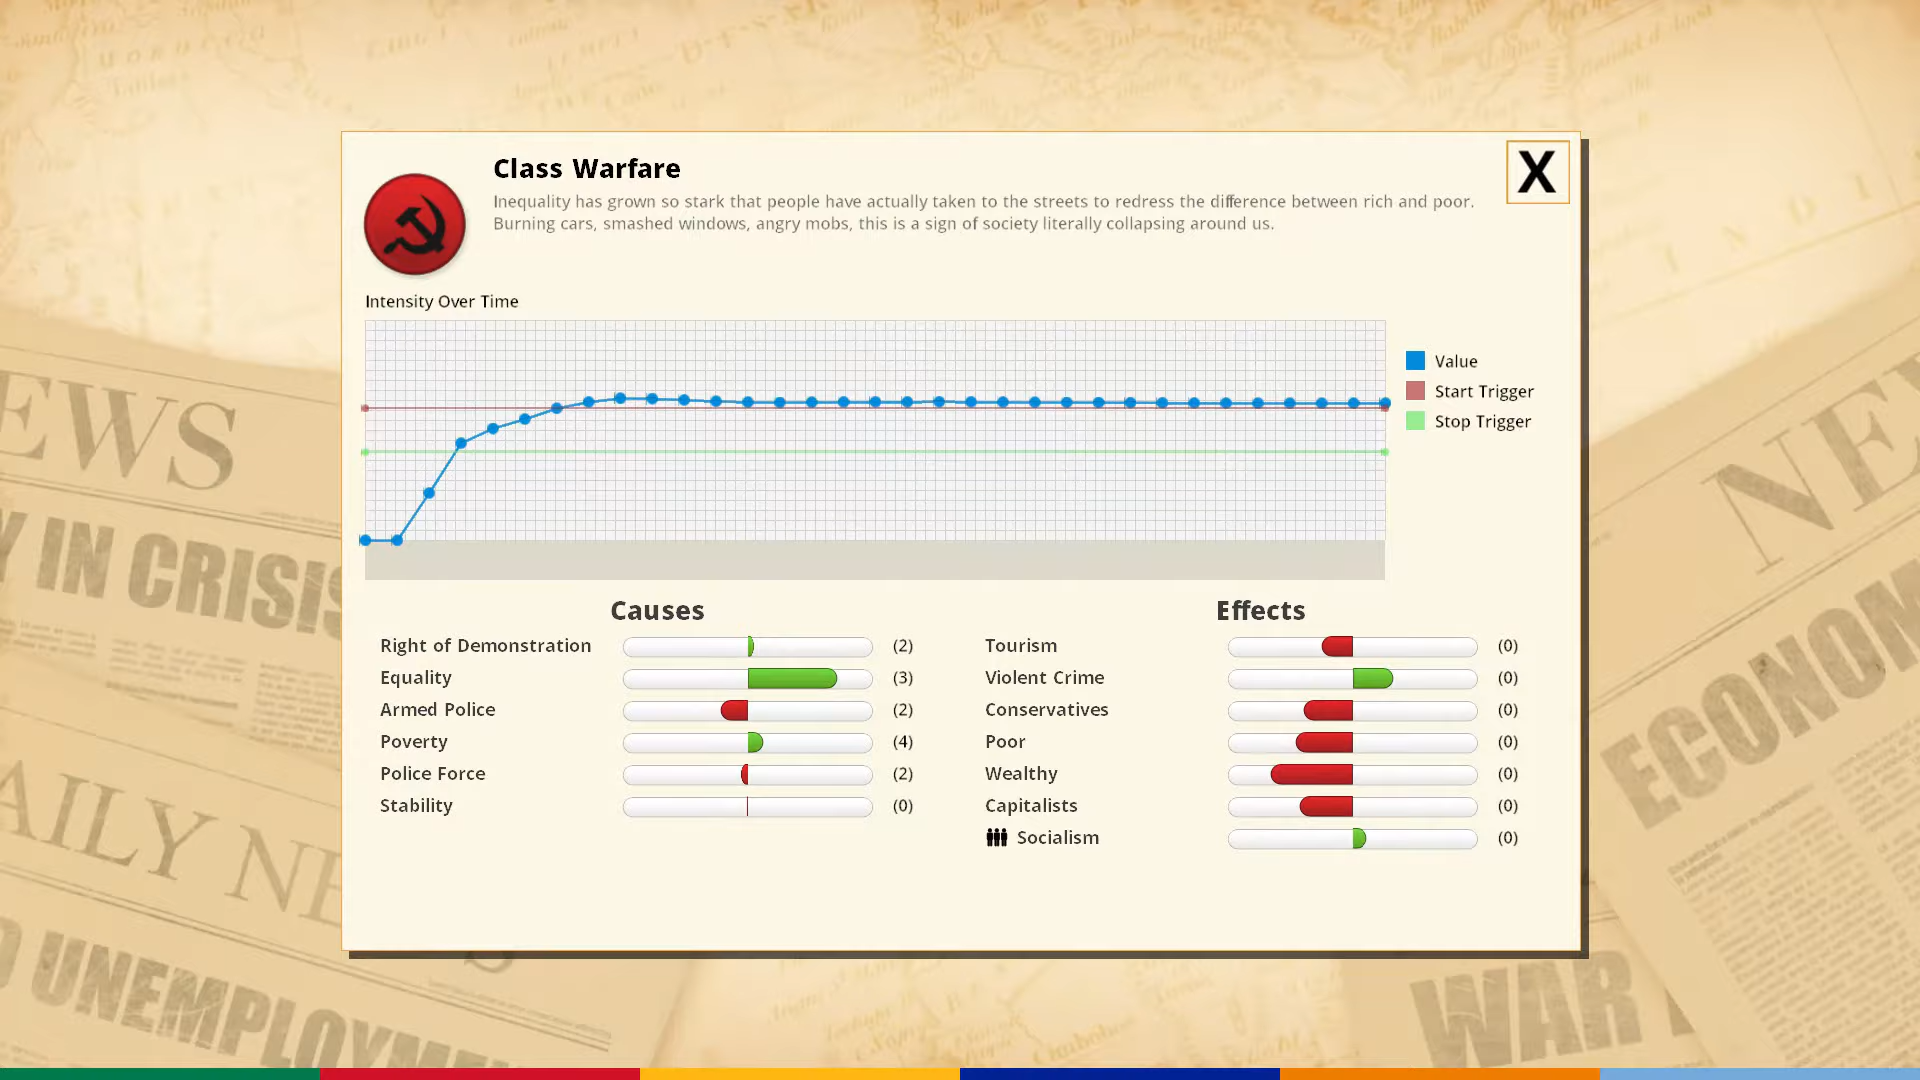 Class Warfare
X
Inequality has grown so stark that people have actually taken to the streets to redress the difference between rich and poor.
Burning cars, smashed windows, angry mobs, this is a sign of society literally collapsing around us.
Intensity Over Time
Value
Start Trigger
Stop Trigger
Causes
Right of Demonstration (2)
Equality (3)
Armed Police (2)
Poverty (4)
Police Force (2)
Stability (0)
Effects
Tourism (0)
Violent Crime (0)
Conservatives (0)
Poor (0)
Wealthy (0)
Capitalists (0)
Socialism (0)
EWS
Y IN CRISIS
AILY NE
UNEMPLOYME
NE
ECONOM
WAR